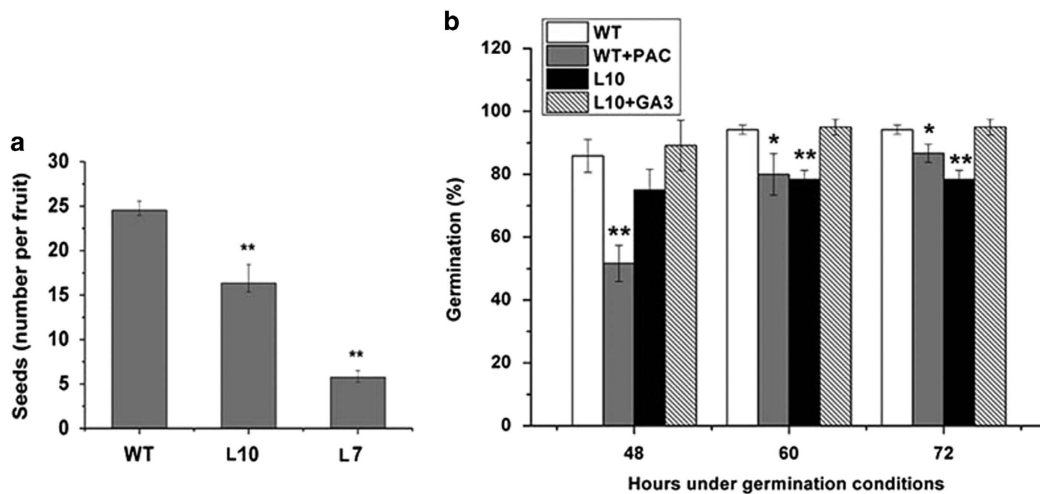 a
Seeds (number per fruit)
30
25
20
15
10
5
0
**
**
WT
L10
L7
b
WT
WT+PAC
L10
L10+GA3
Germination (%)
120
100
80
60
40
20
0
**
*
**
*
**
48
60
72
Hours under germination conditions